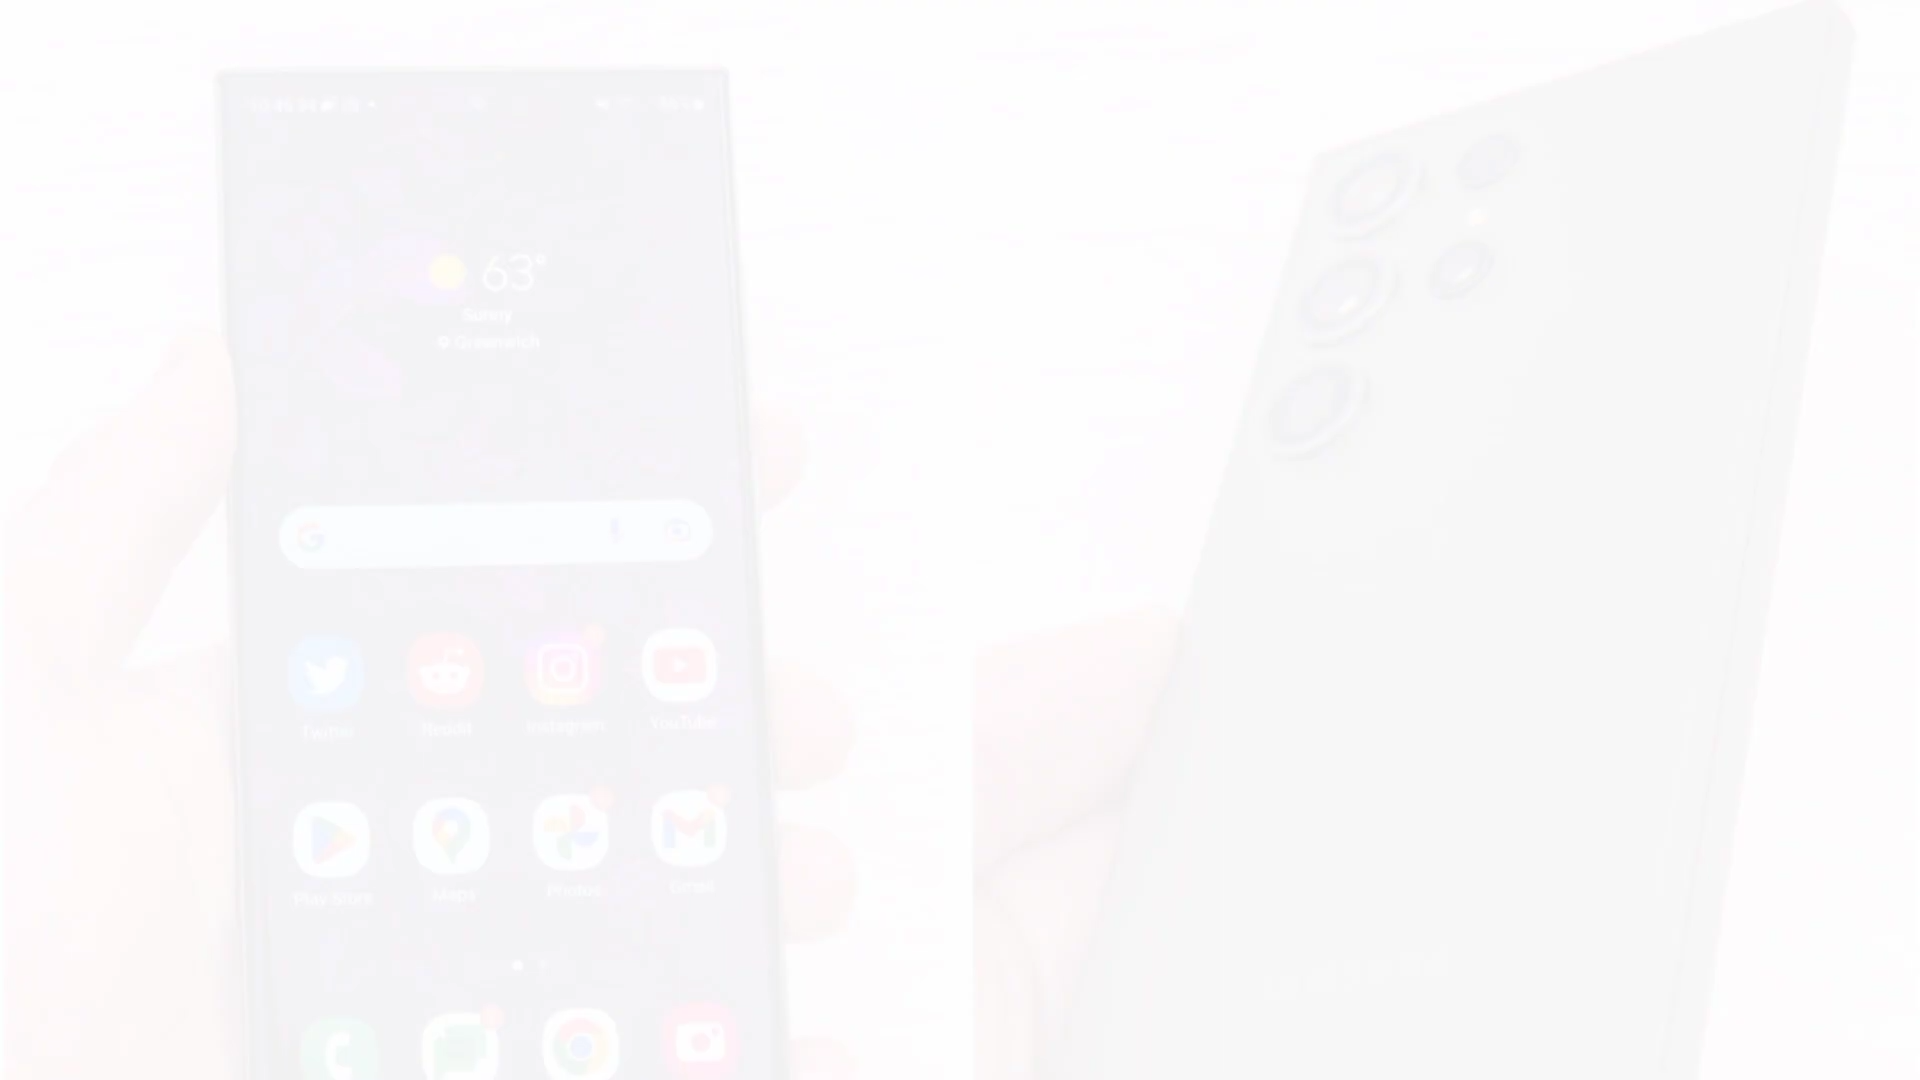 63°
Sunny
Greenwich
G
Twitter
Reddit
Instagram
YouTube
Play Store
Maps
Photos
Gmail